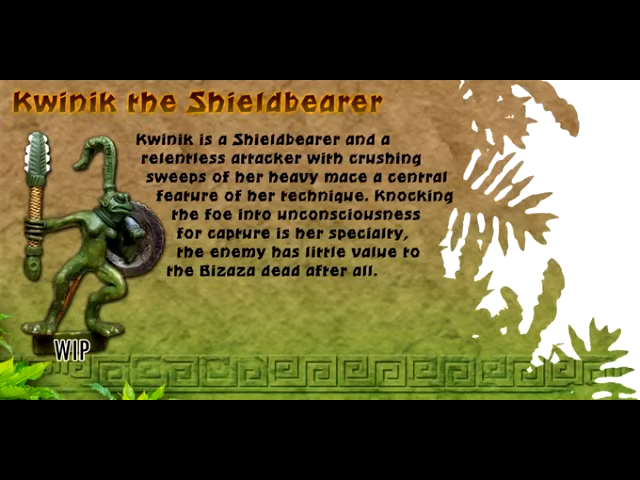 Kwinik the Shieldbearer
Kwinik is a Shieldbearer and a
relentless attacker with crushing
sweeps of her heavy mace a central
feature of her technique. Knocking
the foe into unconsciousness
for capture is her specialty,
the enemy has little value to
the Bizaza dead after all.
WIP